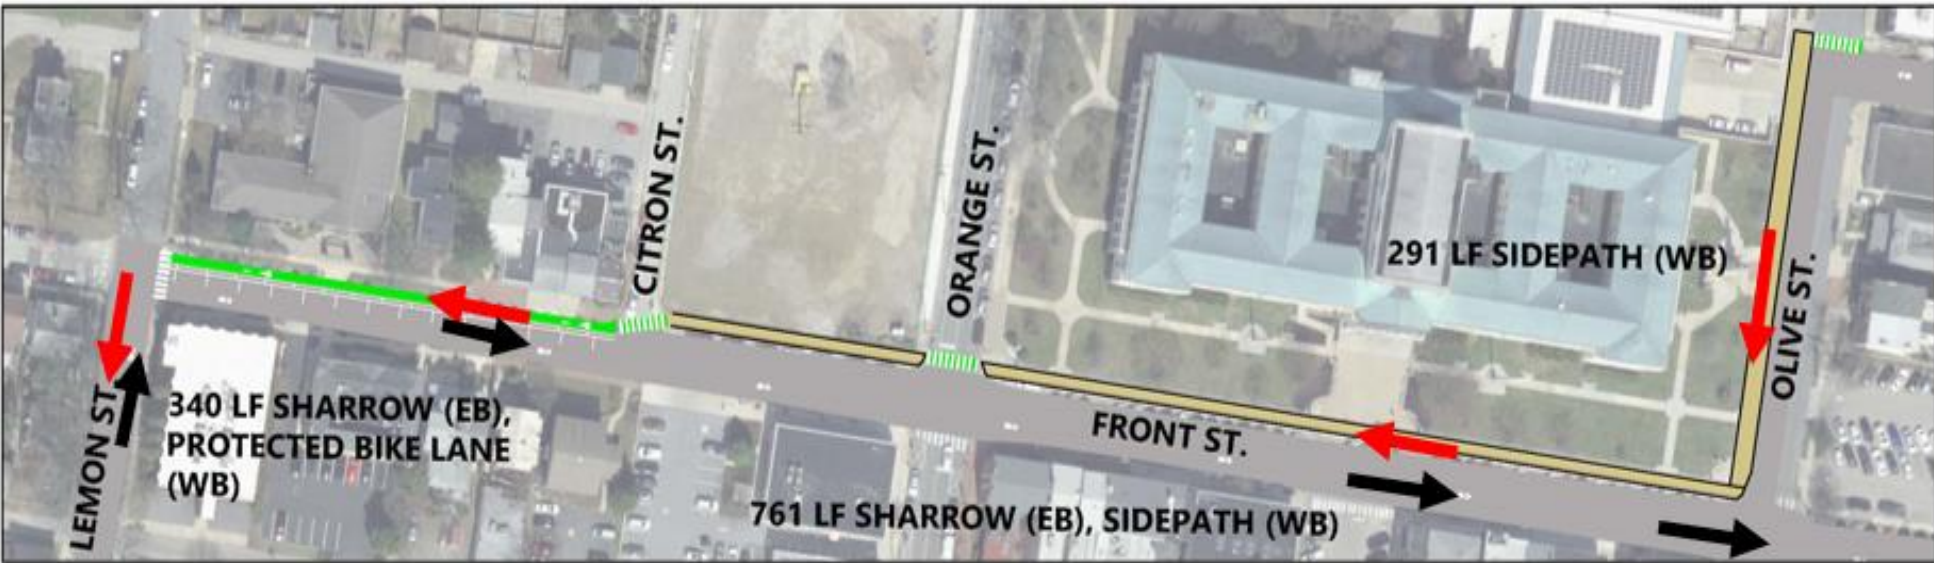 CITRON ST.
ORANGE ST.
291 LF SIDEPATH (WB)
OLIVE ST.
LEMON ST.
340 LF SHARROW (EB),
PROTECTED BIKE LANE
(WB)
FRONT ST.
761 LF SHARROW (EB), SIDEPATH (WB)